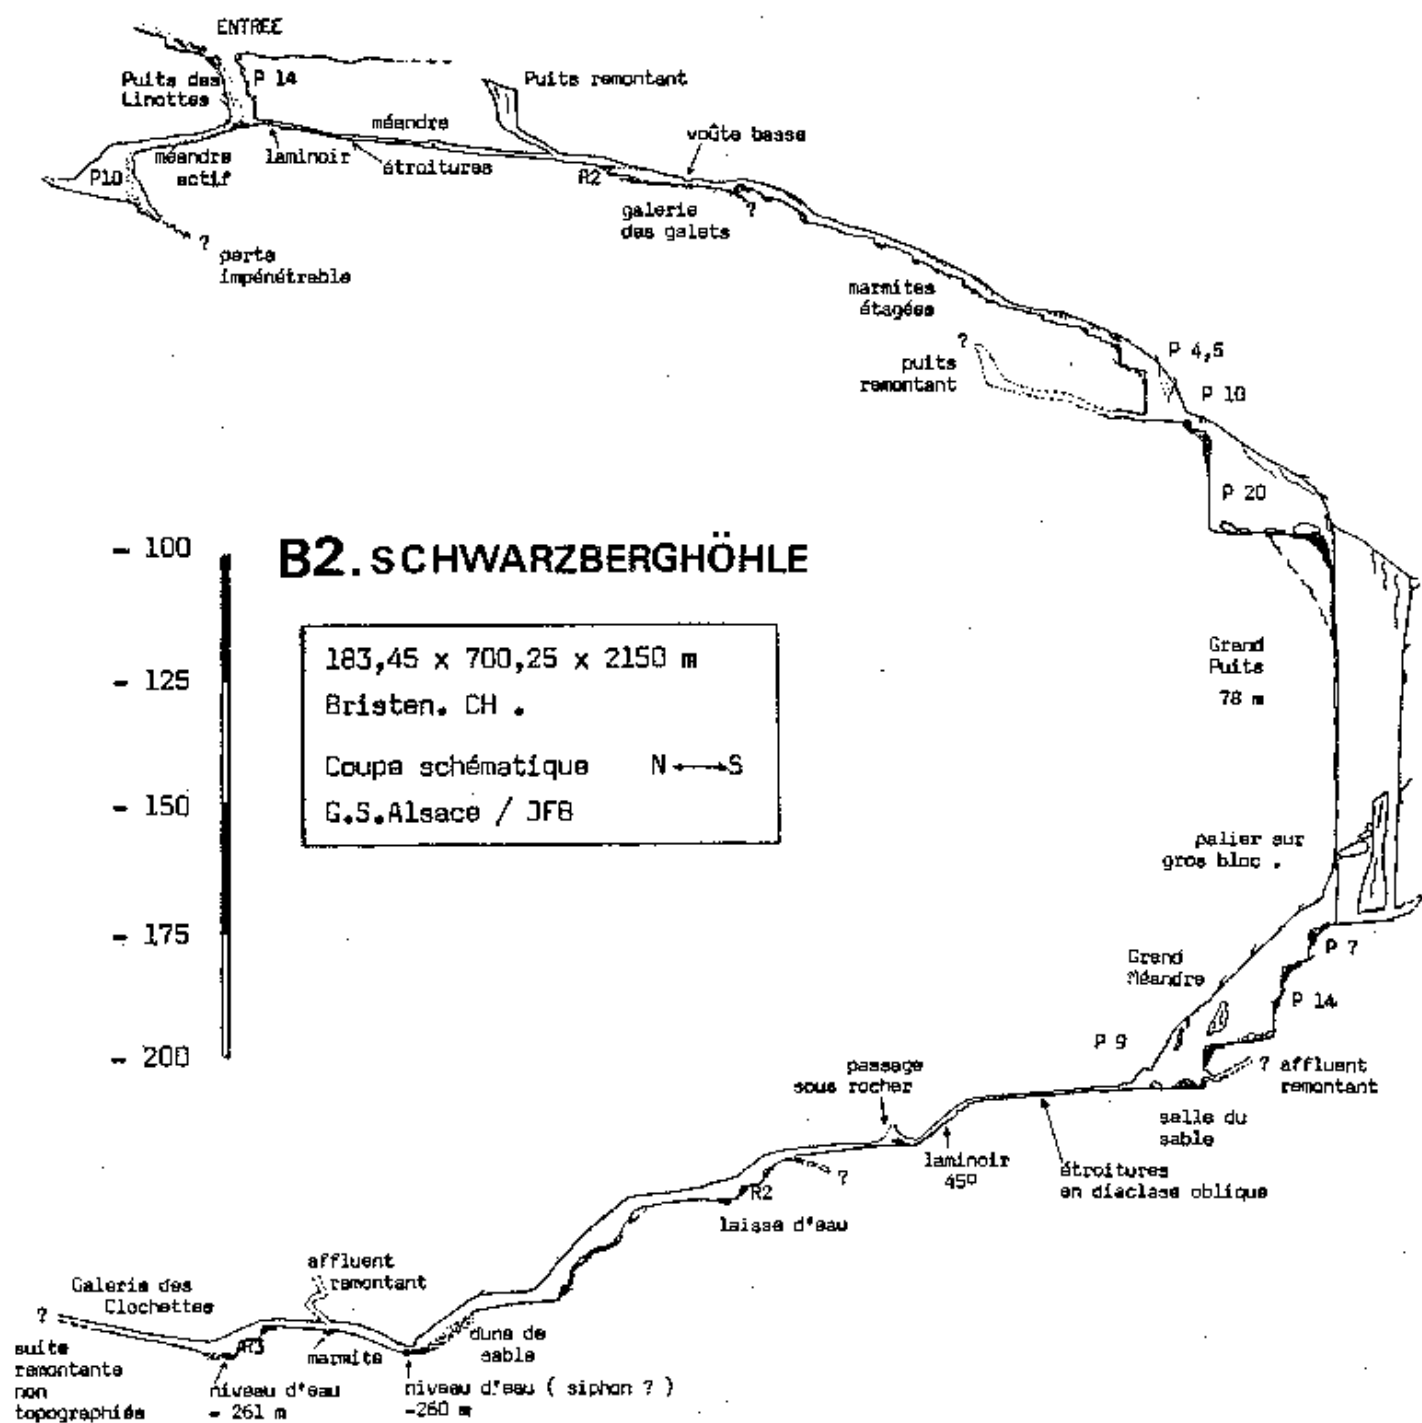 ENTREE
Puits des
Linottes
P 14
Puits remontant
méandre
voûte basse
méandre
actif
laminoir
étroitures
P10
R2
galerie
des galets
?
?
perte
impénétrable
marmites
étagées
?
puits
remontant
P 4,5
P 10
P 20
- 100
B2. SCHWARZBERGHÖHLE
183,45 x 700,25 x 2150 m
Bristen. CH .
Coupe schématique N ⟷ S
G.S.Alsace / JFB
- 125
- 150
- 175
- 200
Grand
Puits
78 m
palier sur
gros bloc .
P 7
Grand
Méandre
P 14
P 9
? affluent
remontant
salle du
sable
passage
sous rocher
laminoir
45º
étroitures
en diaclase oblique
?
R2
laisse d'eau
affluent
remontant
Galerie des
Clochettes
?
suite
remontante
non
topographiée
R3
marmite
dune de
sable
niveau d'eau
- 261 m
niveau d'eau ( siphon ? )
-260 m